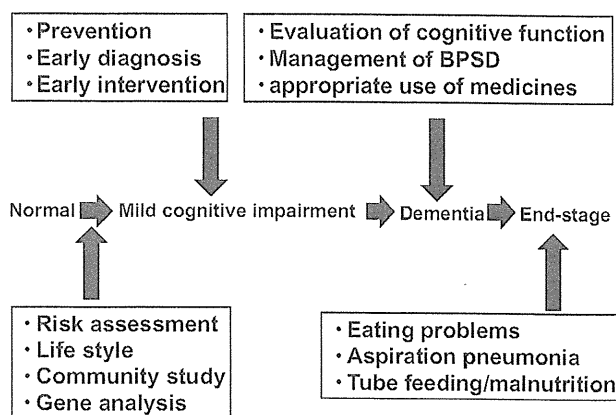 ・Prevention
・Early diagnosis
・Early intervention
・Evaluation of cognitive function
・Management of BPSD
・appropriate use of medicines
Normal Mild cognitive impairment Dementia End-stage
・Risk assessment
・Life style
・Community study
・Gene analysis
・Eating problems
・Aspiration pneumonia
・Tube feeding/malnutrition